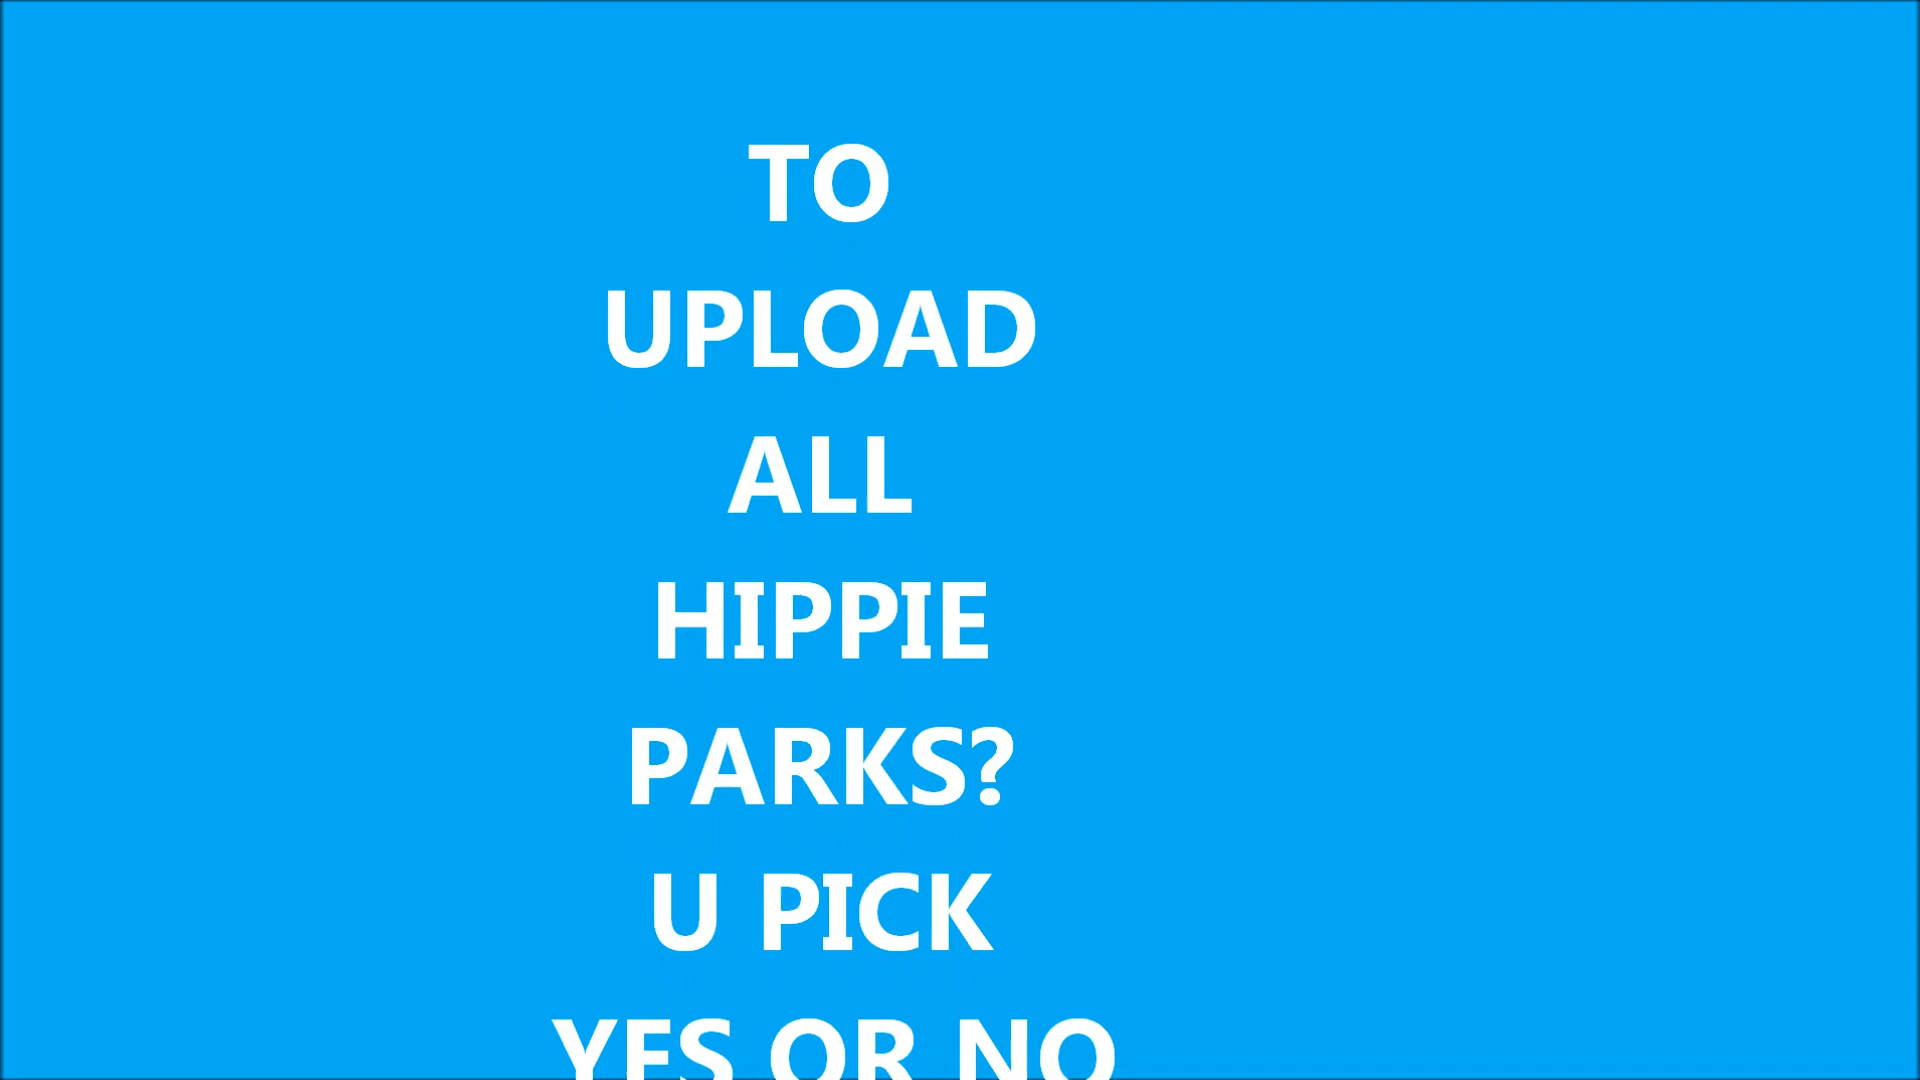 TO
UPLOAD
ALL
HIPPIE
PARKS?
U PICK
YES OR NO